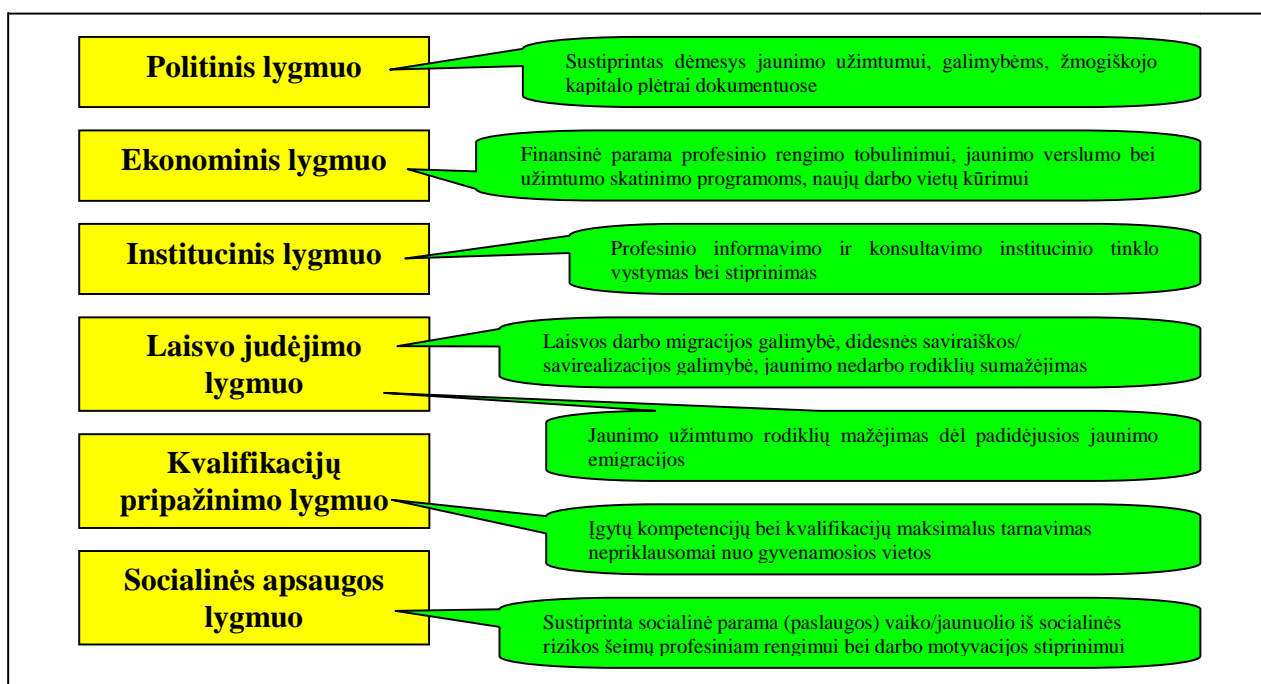 Politinis lygmuo
Sustiprintas dėmesys jaunimo užimtumui, galimybėms, žmogiškojo
kapitalo plėtrai dokumentuose
Ekonominis lygmuo
Finansinė parama profesinio rengimo tobulinimui, jaunimo verslumo bei
užimtumo skatinimo programoms, naujų darbo vietų kūrimui
Institucinis lygmuo
Profesinio informavimo ir konsultavimo institucinio tinklo
vystymas bei stiprinimas
Laisvo judėjimo
lygmuo
Laisvos darbo migracijos galimybė, didesnės saviraiškos/
savirealizacijos galimybė, jaunimo nedarbo rodiklių sumažėjimas
Jaunimo užimtumo rodiklių mažėjimas dėl padidėjusios jaunimo
emigracijos
Kvalifikacijų
pripažinimo lygmuo
Įgytų kompetencijų bei kvalifikacijų maksimalus tarnavimas
nepriklausomai nuo gyvenamosios vietos
Socialinės apsaugos
lygmuo
Sustiprinta socialinė parama (paslaugos) vaiko/jaunuolio iš socialinės
rizikos šeimų profesiniam rengimui bei darbo motyvacijos stiprinimui